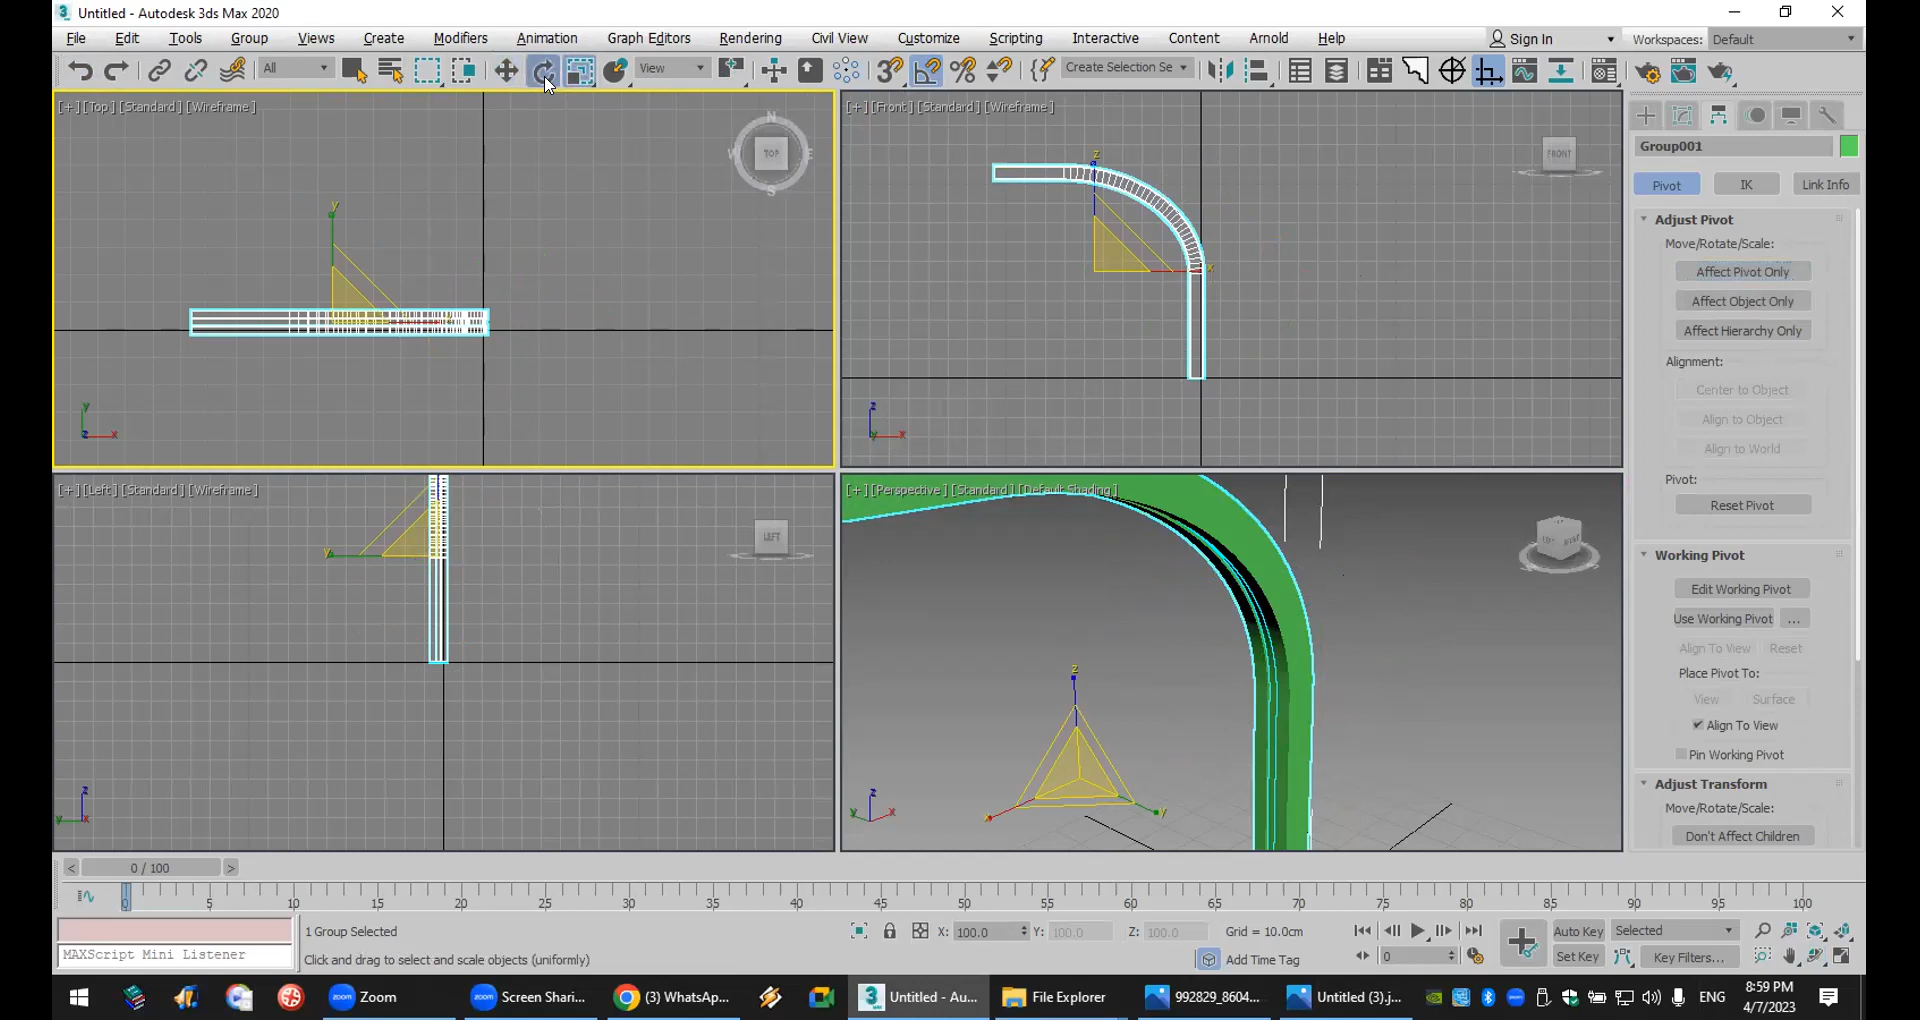 Untitled - Autodesk 3ds Max 2020
File Edit Tools Group Views Create Modifiers Animation Graph Editors Rendering Civil View Customize Scripting Interactive Content Arnold Help Sign In Workspaces: Default
All View Create Selection Se
[+] [Top] [Standard] [Wireframe]
[+] [Front] [Standard] [Wireframe]
N W E S TOP
FRONT
Group001
Pivot IK Link Info
Adjust Pivot
Move/Rotate/Scale:
Affect Pivot Only
Affect Object Only
Affect Hierarchy Only
Alignment:
Center to Object
Align to Object
Align to World
Pivot:
Reset Pivot
[+] [Left] [Standard] [Wireframe]
[+] [Perspective] [Standard] [Default Shading]
LEFT
Working Pivot
Edit Working Pivot
Use Working Pivot ...
Align To View Reset
Place Pivot To:
View Surface
Align To View
Pin Working Pivot
Adjust Transform
Move/Rotate/Scale:
Don't Affect Children
< 0 / 100 >
0 5 10 15 20 25 30 35 40 45 50 55 60 65 70 75 80 85 90 95 100
1 Group Selected X: 100.0 Y: 100.0 Z: 100.0 Grid = 10.0cm Auto Key Selected
MAXScript Mini Listener Click and drag to select and scale objects (uniformly) Add Time Tag 0 Set Key Key Filters...
Zoom Screen Shari... (3) WhatsAp... Untitled - Au... File Explorer 992829_8604... Untitled (3).j... ENG 8:59 PM
4/7/2023